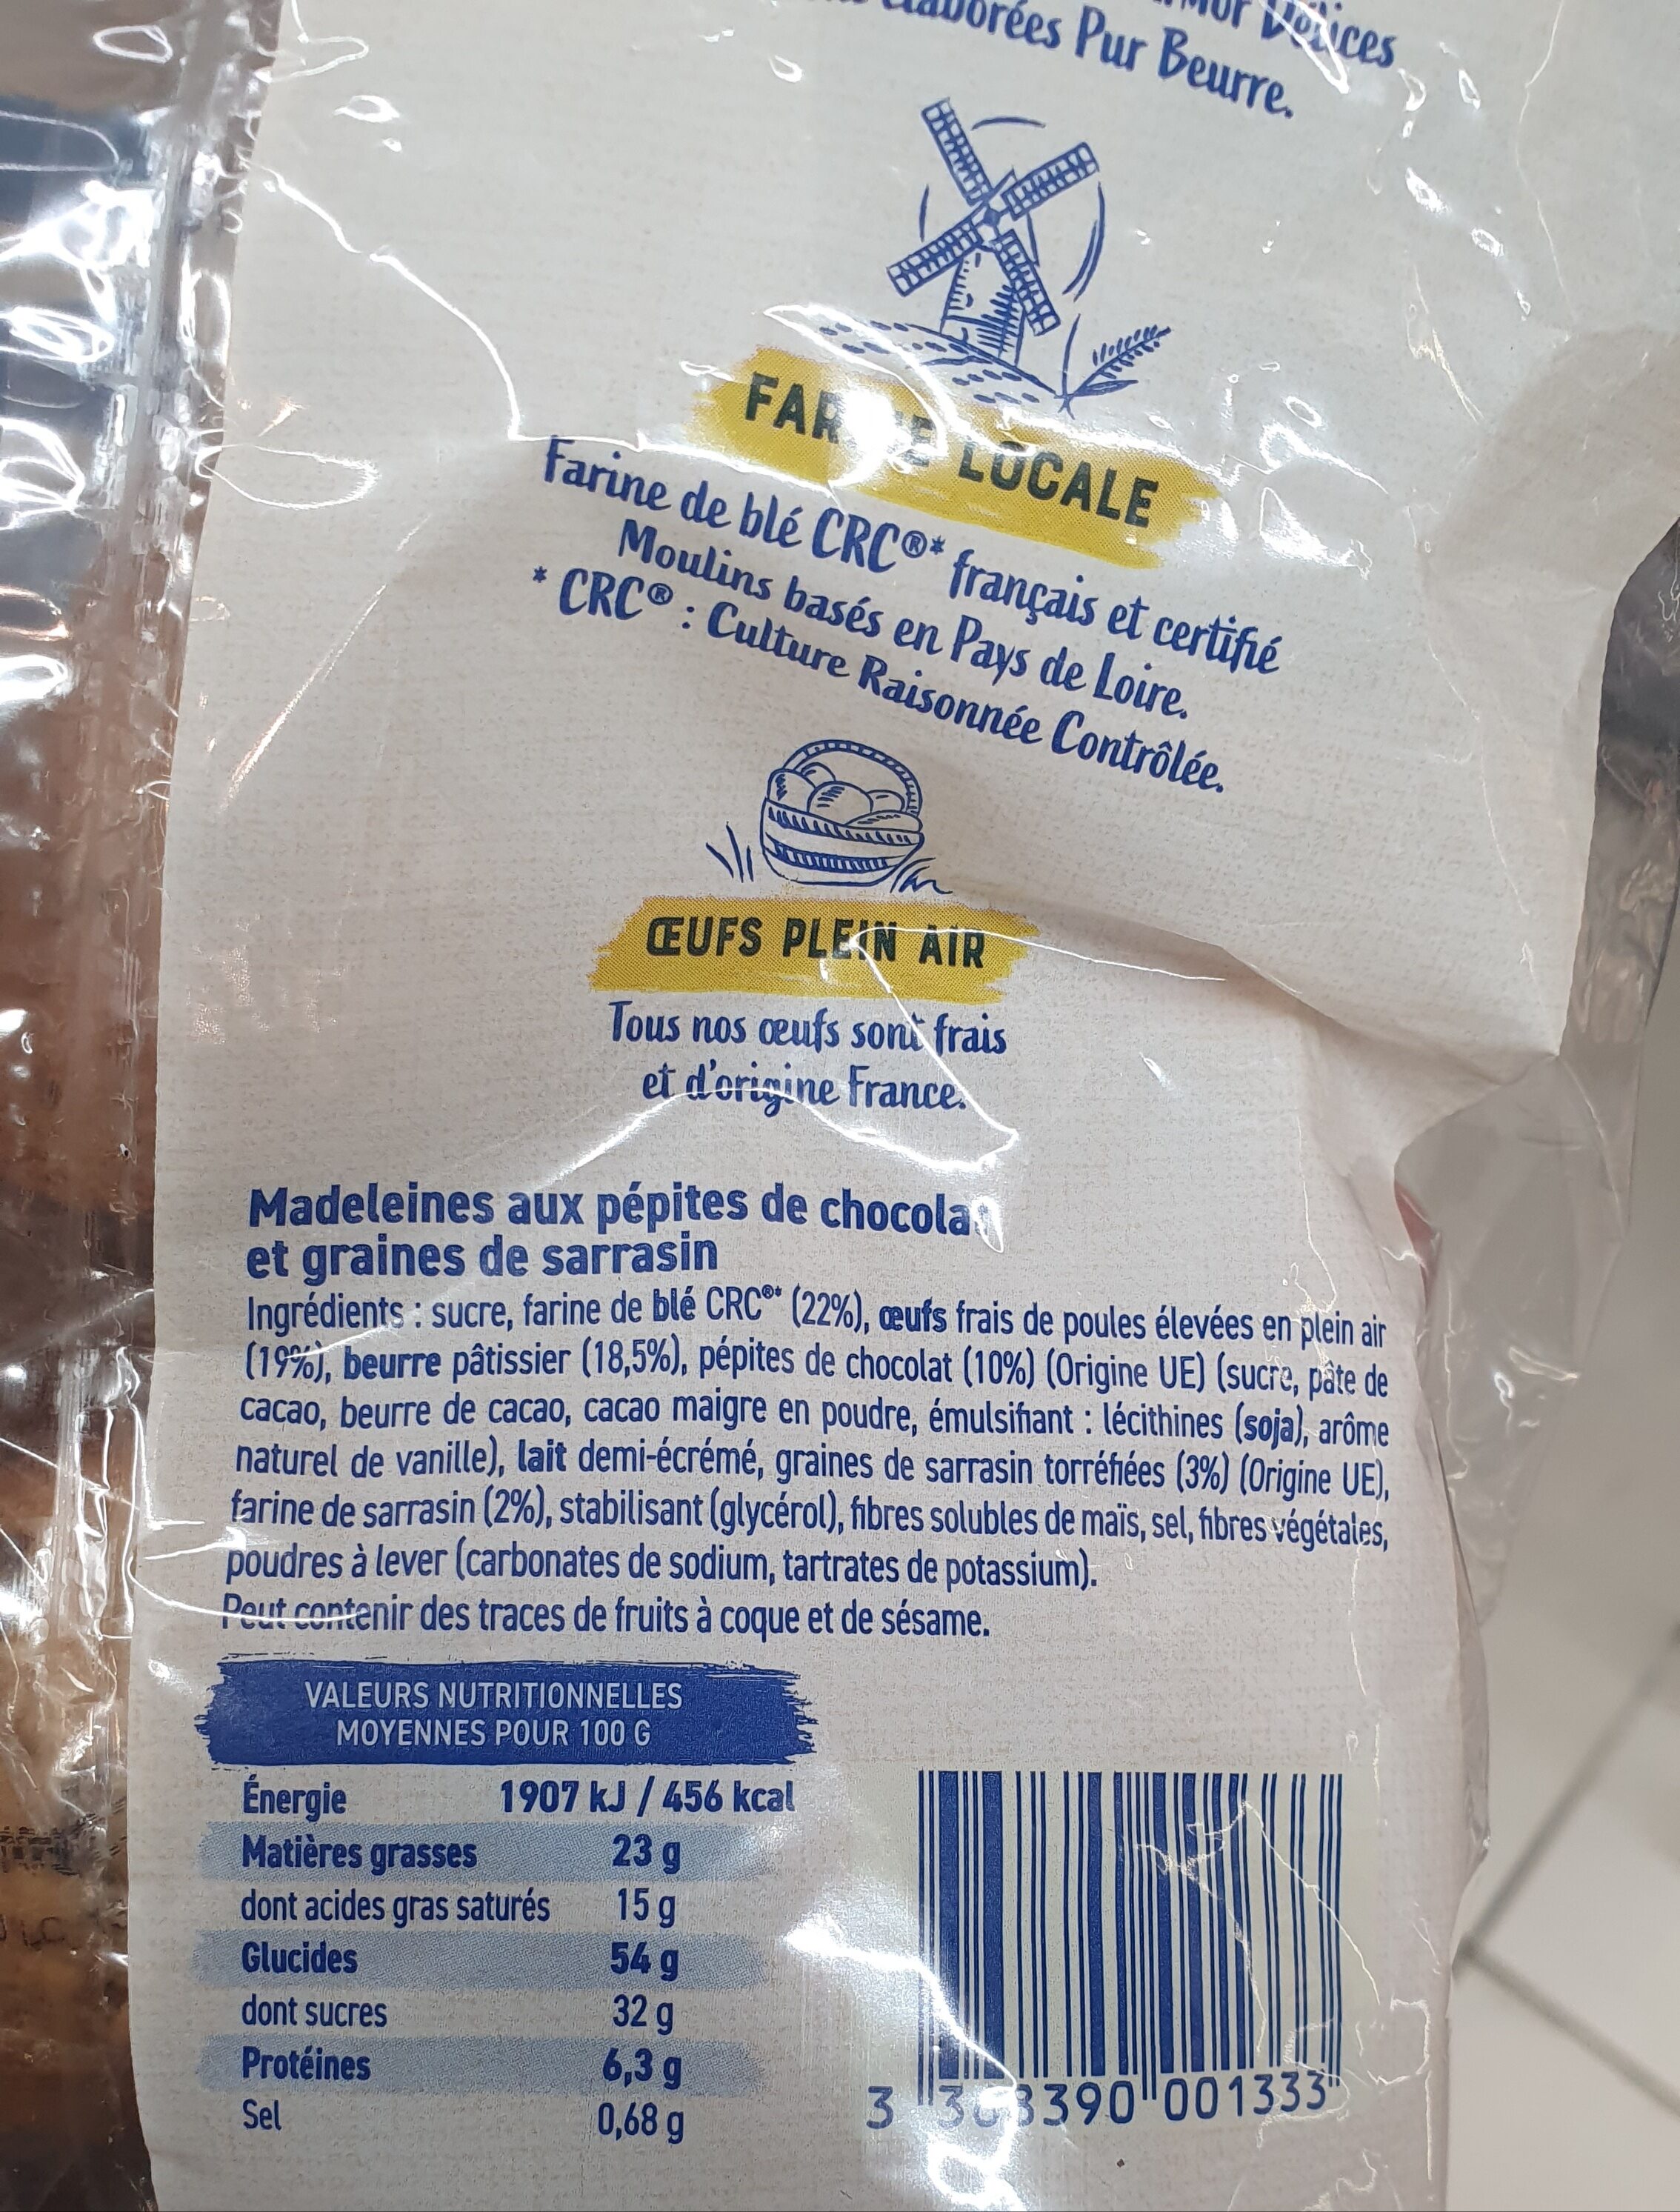 Délices
élaborées Pur Beurre.
LOCALE
Farine de blé CRC®* français et certifié
Moulins basés en Pays de Loire.
* CRC® : Culture Raisonnée Contrôlée.
ŒUFS PLEIN AIR
Tous nos œufs sont frais
et d'origine France.
Madeleines aux pépites de chocolat
et graines de sarrasin
Ingrédients : sucre, farine de blé CRC®* (22%), œufs frais de poules élevées en plein air
(19%), beurre pâtissier (18,5%), pépites de chocolat (10%) (Origine UE) (sucre, pâte de
cacao, beurre de cacao, cacao maigre en poudre, émulsifiant : lécithines (soja), arôme
naturel de vanille), lait demi-écrémé, graines de sarrasin torréfiées (3%) (Origine UE),
farine de sarrasin (2%), stabilisant (glycérol), fibres solubles de maïs, sel, fibres végétales,
poudres à lever (carbonates de sodium, tartrates de potassium).
Peut contenir des traces de fruits à coque et de sésame.
VALEURS NUTRITIONNELLES
MOYENNES POUR 100 G
Énergie 1907 kJ / 456 kcal
Matières grasses 23 g
dont acides gras saturés 15 g
Glucides 54 g
dont sucres 32 g
Protéines 6,3 g
Sel 0,68 g
3 001333